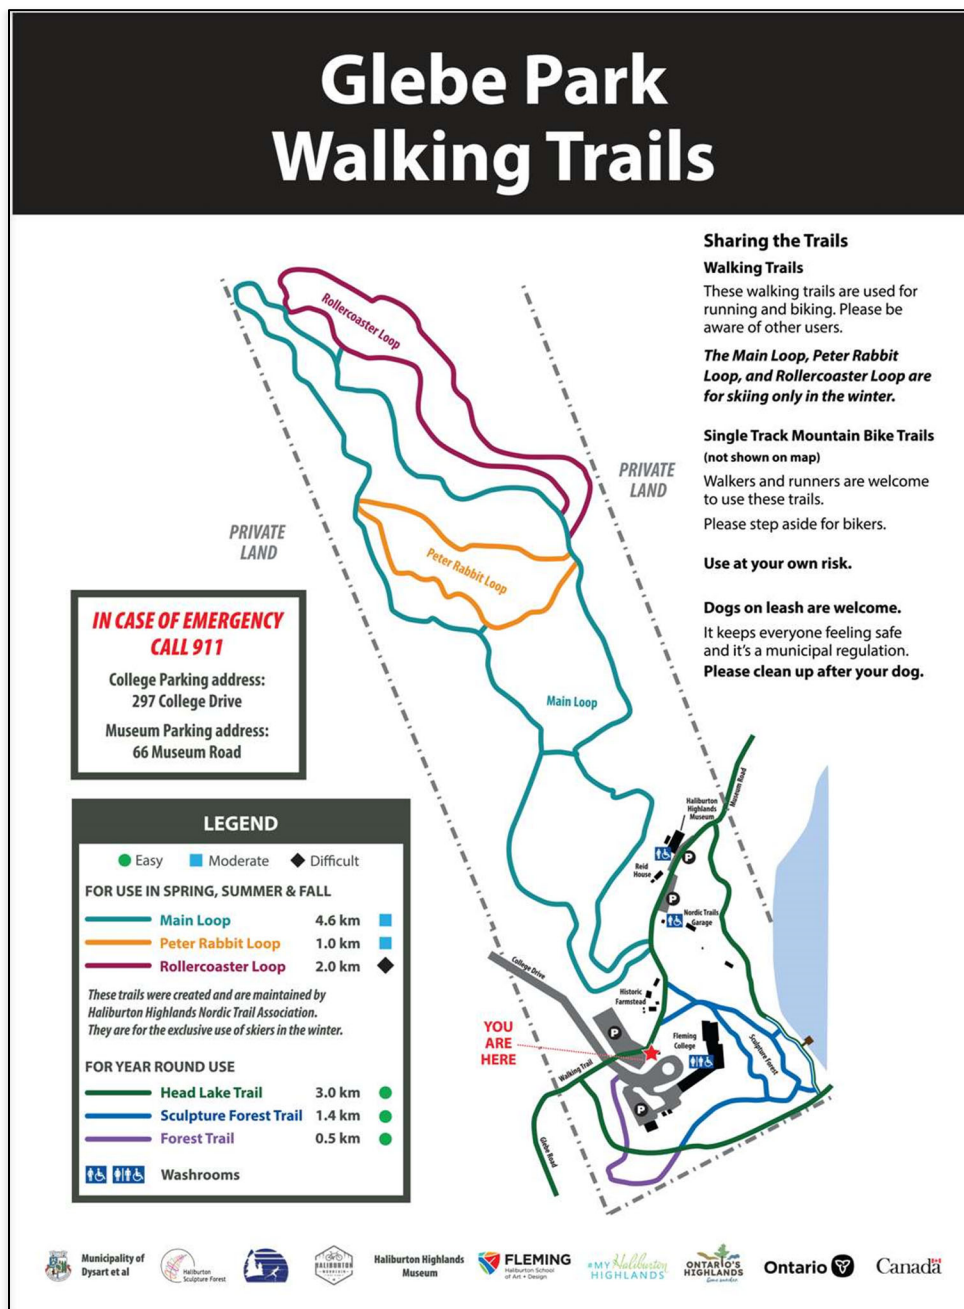 Glebe Park
Walking Trails
Sharing the Trails
Walking Trails
These walking trails are used for
running and biking. Please be
aware of other users.
The Main Loop, Peter Rabbit
Loop, and Rollercoaster Loop are
for skiing only in the winter.
Single Track Mountain Bike Trails
(not shown on map)
Walkers and runners are welcome
to use these trails.
Please step aside for bikers.
Use at your own risk.
Dogs on leash are welcome.
It keeps everyone feeling safe
and it's a municipal regulation.
Please clean up after your dog.
Rollercoaster Loop
PRIVATE
LAND
PRIVATE
LAND
Peter Rabbit Loop
Main Loop
IN CASE OF EMERGENCY
CALL 911
College Parking address:
297 College Drive
Museum Parking address:
66 Museum Road
Museum Road
Haliburton
Highlands
Museum
P
Reid
House
P
Nordic Trails
Garage
College Drive
Historic
Farmstead
P
Fleming
College
YOU
ARE
HERE
Walking Trail
Sculpture Forest
P
Glebe Road
LEGEND
Easy
Moderate
Difficult
FOR USE IN SPRING, SUMMER & FALL
Main Loop 4.6 km
Peter Rabbit Loop 1.0 km
Rollercoaster Loop 2.0 km
These trails were created and are maintained by
Haliburton Highlands Nordic Trail Association.
They are for the exclusive use of skiers in the winter.
FOR YEAR ROUND USE
Head Lake Trail 3.0 km
Sculpture Forest Trail 1.4 km
Forest Trail 0.5 km
Washrooms
Municipality of
Dysart et al
Haliburton
Sculpture Forest
HALIBURTON
Haliburton Highlands
Museum
FLEMING
Haliburton School
of Art + Design
#MY Haliburton
HIGHLANDS
ONTARIO'S
HIGHLANDS
Ontario
Canada